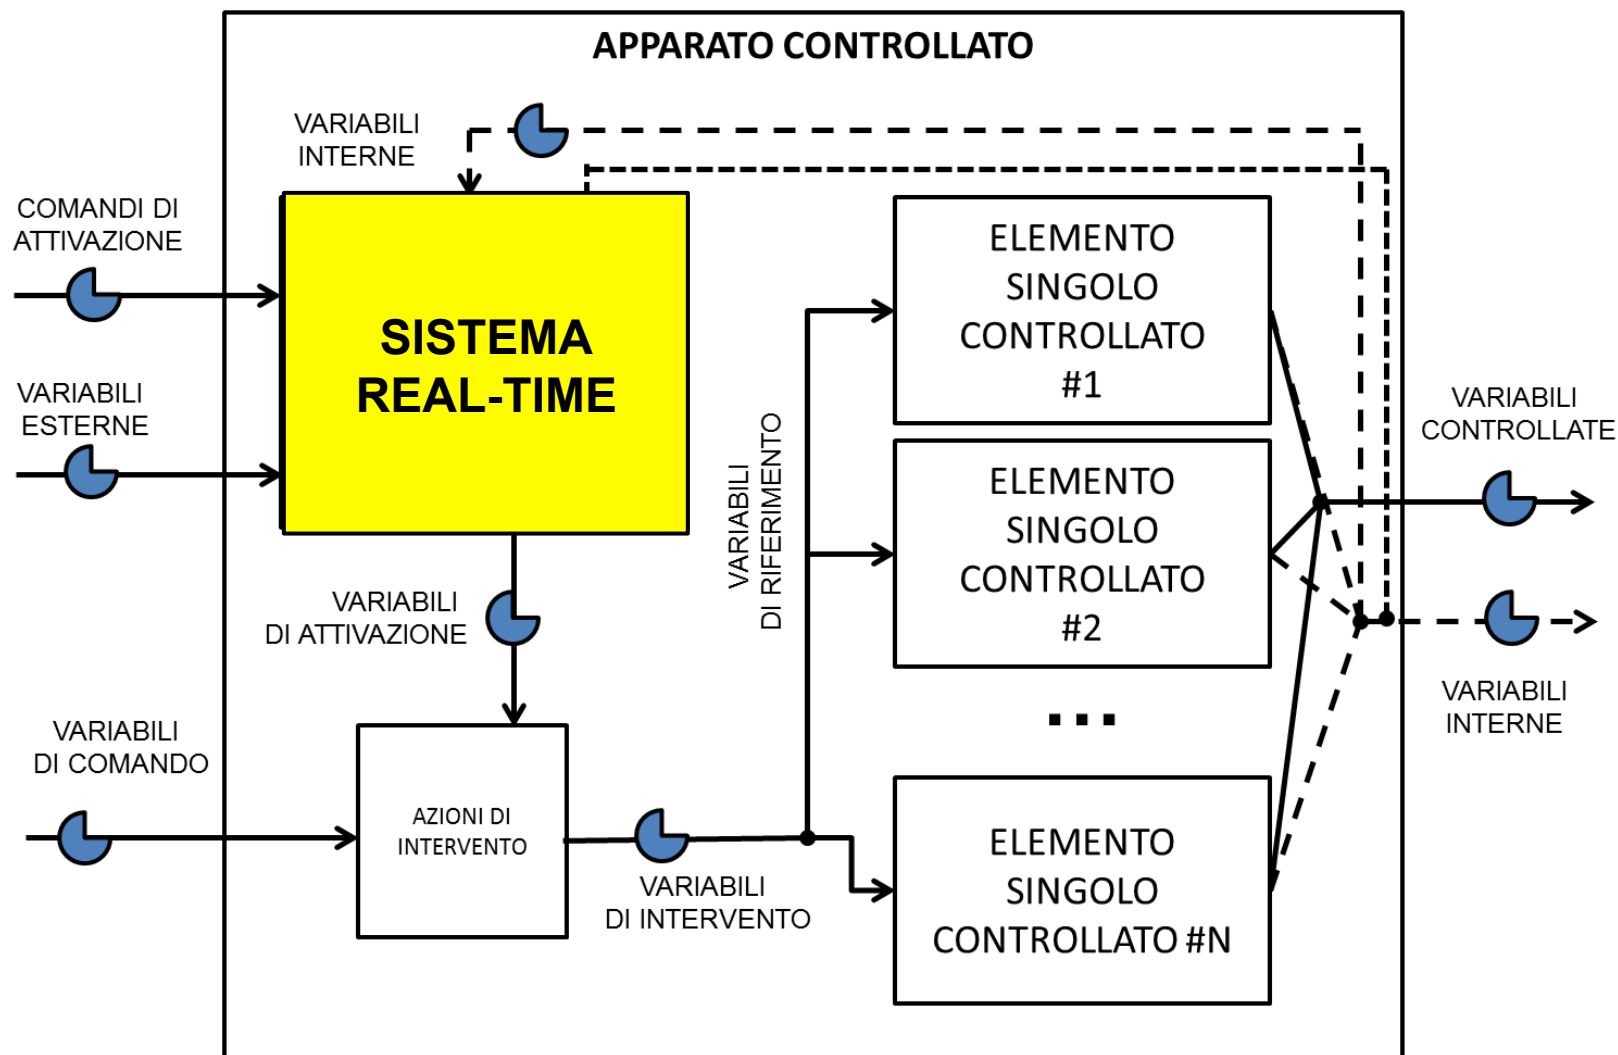 APPARATO CONTROLLATO
VARIABILI
INTERNE
COMANDI DI
ATTIVAZIONE
SISTEMA
REAL-TIME
VARIABILI
ESTERNE
ELEMENTO
SINGOLO
CONTROLLATO
#1
VARIABILI
DI RIFERIMENTO
ELEMENTO
SINGOLO
CONTROLLATO
#2
VARIABILI
CONTROLLATE
VARIABILI
DI ATTIVAZIONE
VARIABILI
INTERNE
...
VARIABILI
DI COMANDO
AZIONI DI
INTERVENTO
VARIABILI
DI INTERVENTO
ELEMENTO
SINGOLO
CONTROLLATO #N